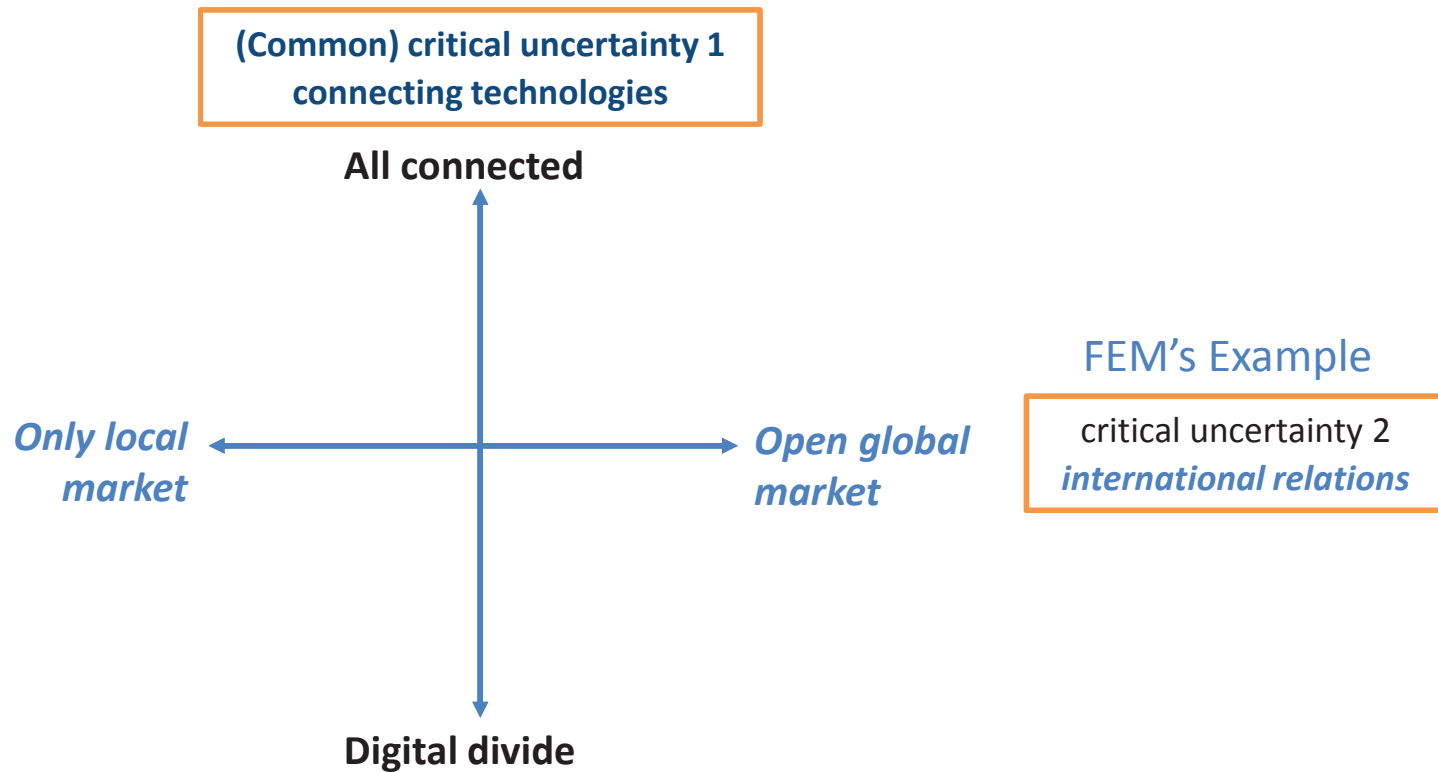 (Common) critical uncertainty 1
connecting technologies
All connected
FEM’s Example
Only local
market
Open global
market
critical uncertainty 2
international relations
Digital divide